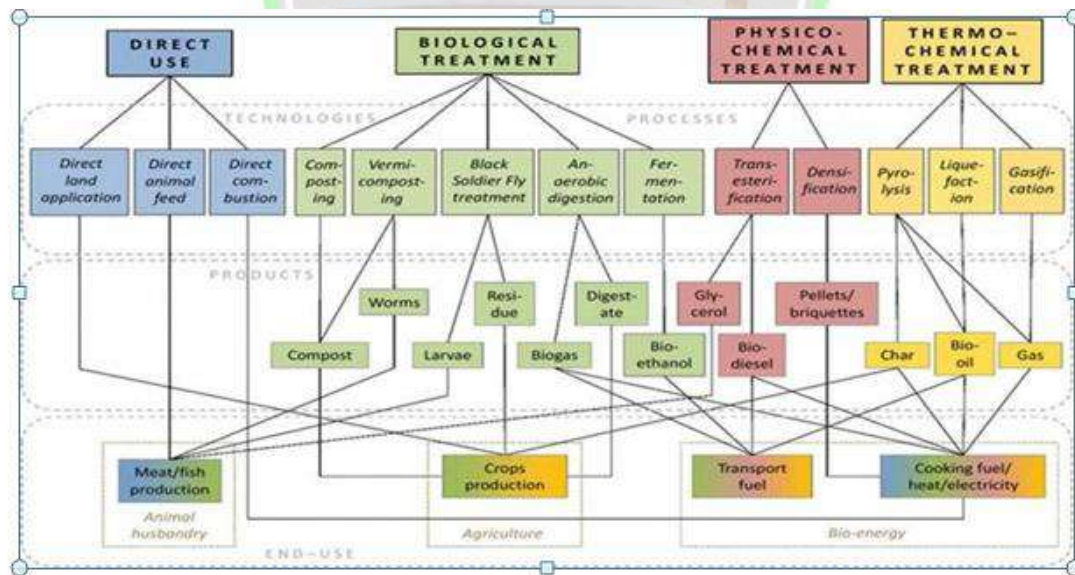 DIRECT
USE
BIOLOGICAL
TREATMENT
PHYSICO-
CHEMICAL
TREATMENT
THERMO–
CHEMICAL
TREATMENT
TECHNOLOGIES
PROCESSES
Direct
land
application
Direct
animal
feed
Direct
com-
bustion
Com-
post-
ing
Vermi-
compost-
ing
Black
Soldier Fly
treatment
An-
aerobic
digestion
Fer-
men-
tation
Trans-
esteri-
fication
Densi-
fication
Pyro-
lysis
Lique-
fact-
ion
Gasifi-
cation
PRODUCTS
Worms
Resi-
due
Digest-
ate
Gly-
cerol
Pellets/
briquettes
Compost
Larvae
Biogas
Bio-
ethanol
Bio-
diesel
Char
Bio-
oil
Gas
Meat/fish
production
Crops
production
Transport
fuel
Cooking fuel/
heat/electricity
Animal
husbandry
Agriculture
Bio-energy
END–USE